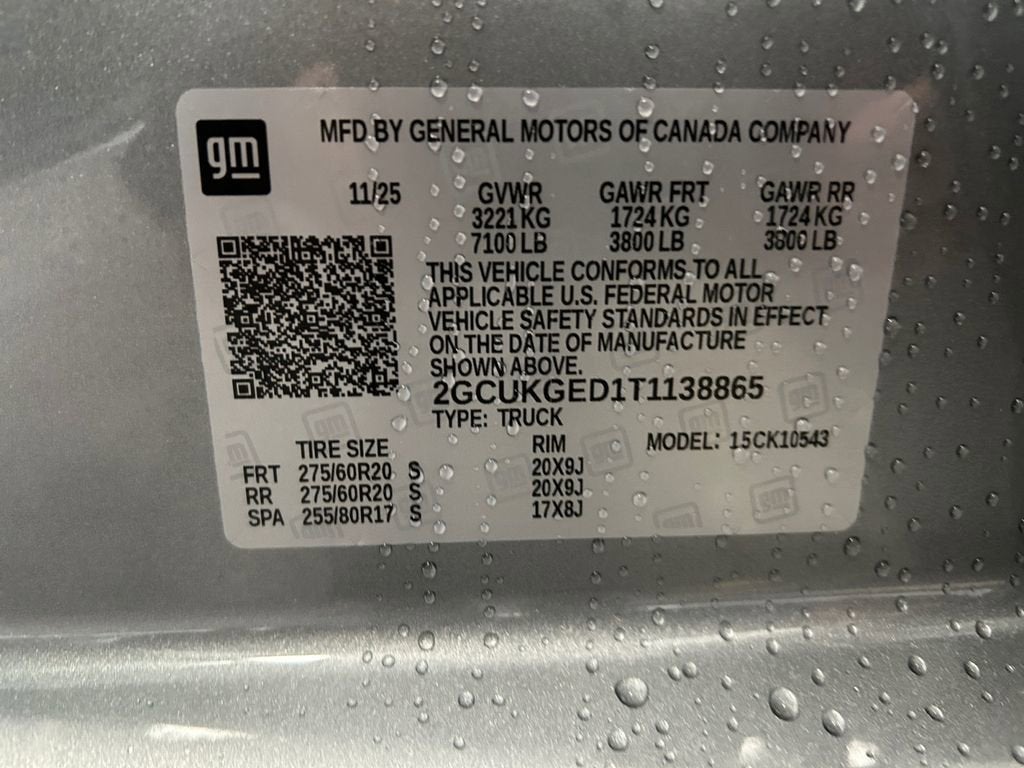 gm
MFD BY GENERAL MOTORS OF CANADA COMPANY
11/25 GVWR GAWR FRT GAWR RR
3221 KG 1724 KG 1724 KG
7100 LB 3800 LB 3800 LB
THIS VEHICLE CONFORMS TO ALL
APPLICABLE U.S. FEDERAL MOTOR
VEHICLE SAFETY STANDARDS IN EFFECT
ON THE DATE OF MANUFACTURE
SHOWN ABOVE.
2GCUKGED1T1138865
TYPE: TRUCK
TIRE SIZE RIM MODEL: 15CK10543
FRT 275/60R20 S 20X9J
RR 275/60R20 S 20X9J
SPA 255/80R17 S 17X8J